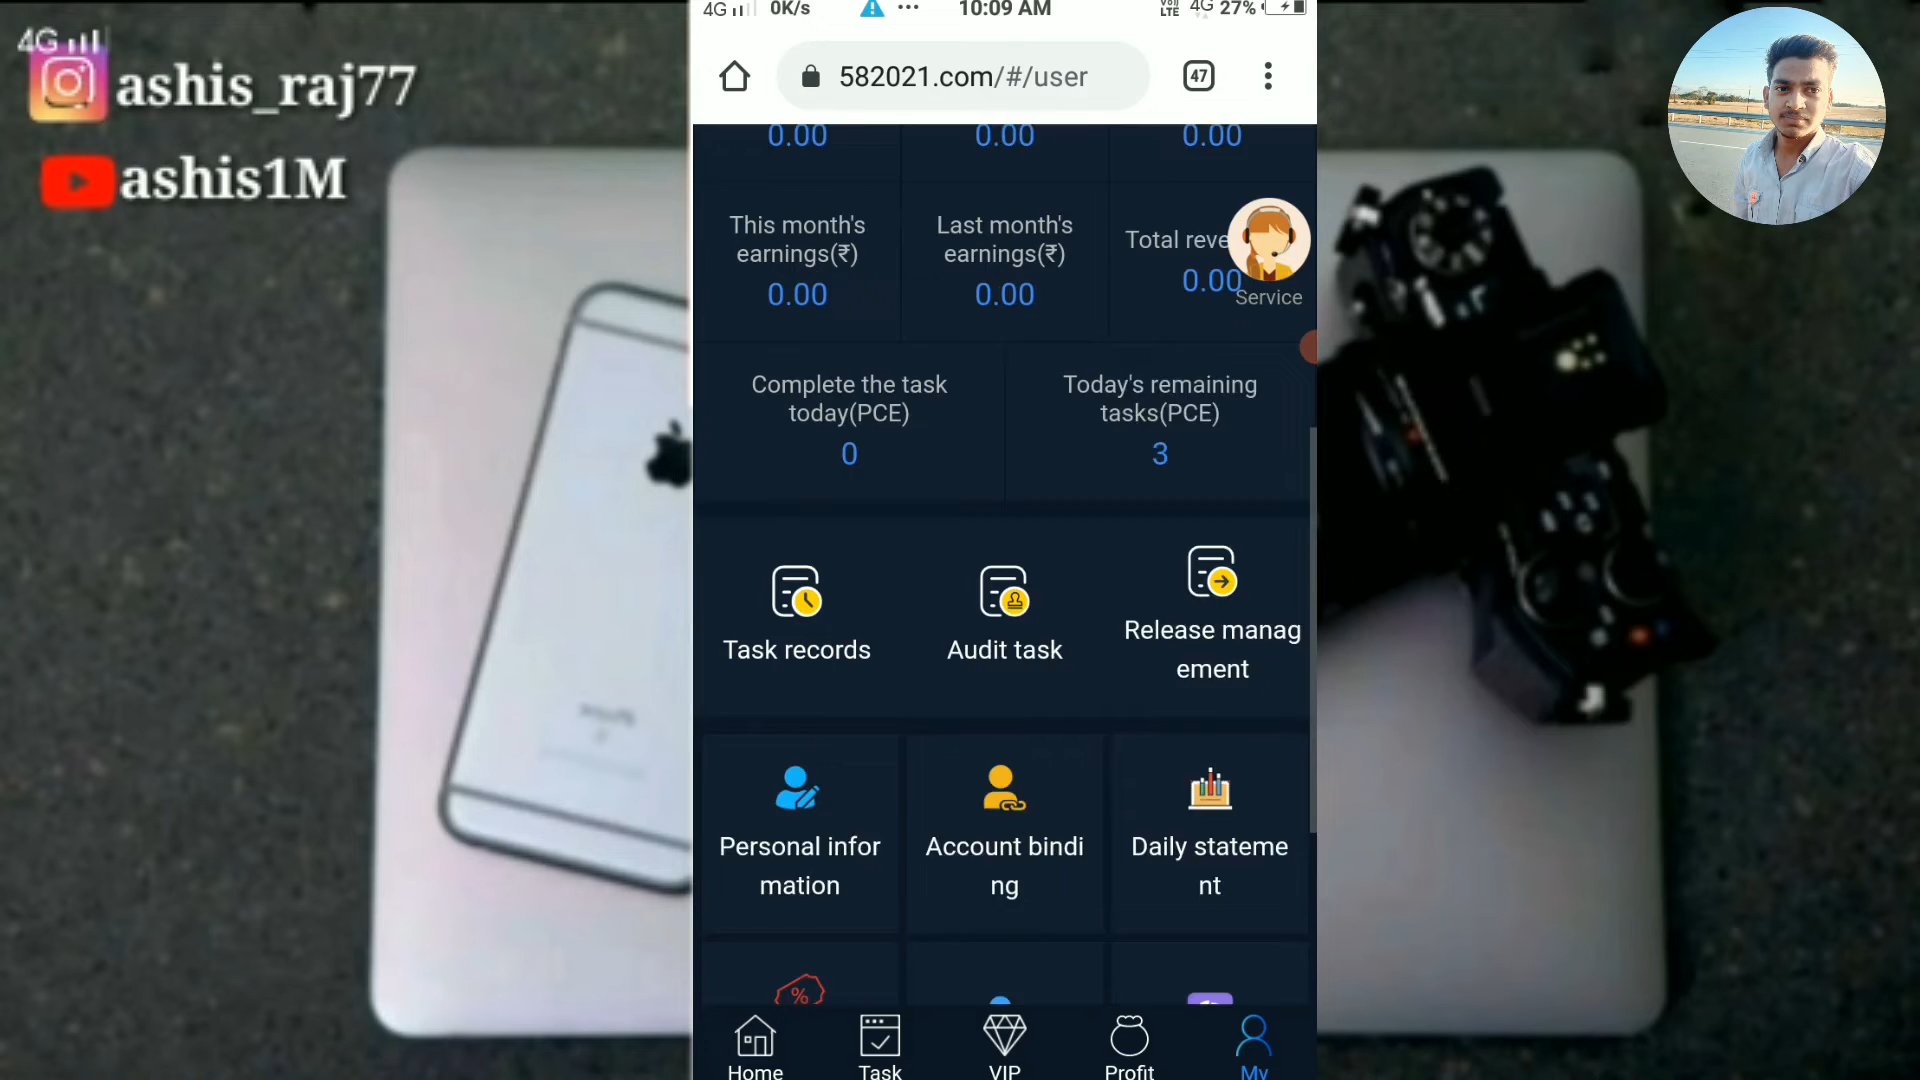 4G
ashis_raj77
ashis1M
4G 0K/s 10:09 AM VoLTE 4G 27%
582021.com/#/user
47
0.00 0.00 0.00
This month's earnings(₹)
0.00
Last month's earnings(₹)
0.00
Total reve
0.00
Service
Complete the task
today(PCE)
0
Today's remaining
tasks(PCE)
3
Task records
Audit task
Release manag
ement
Personal infor
mation
Account bindi
ng
Daily stateme
nt
%
Home Task VIP Profit My